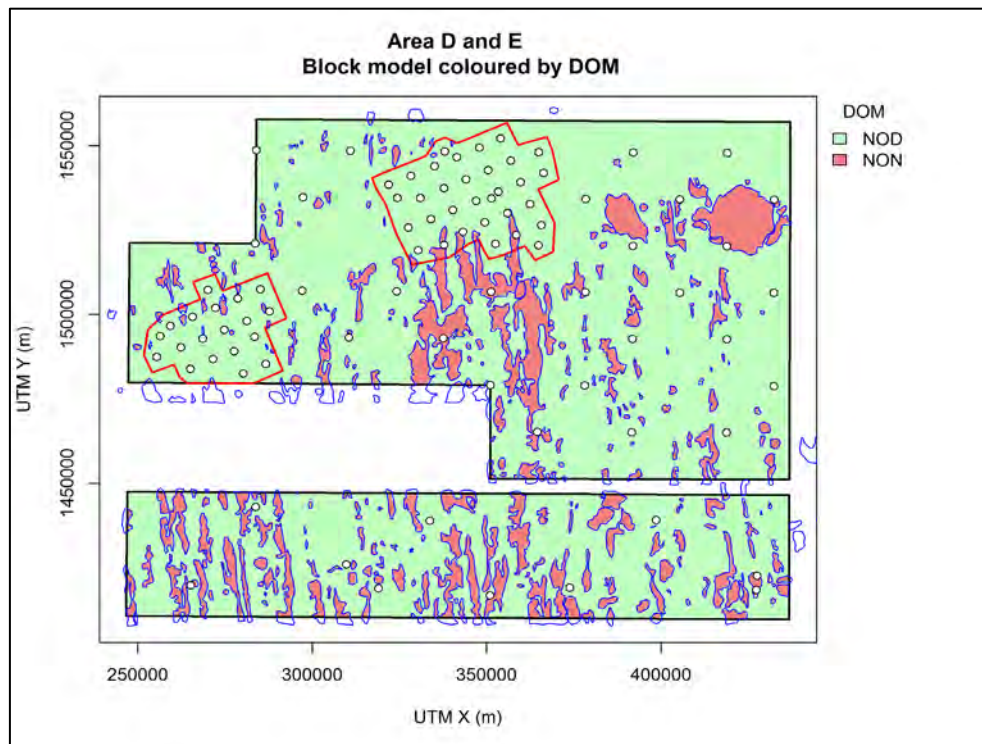 Area D and E
Block model coloured by DOM
DOM
NOD
NON
UTM Y (m)
1550000
1500000
1450000
250000 300000 350000 400000
UTM X (m)